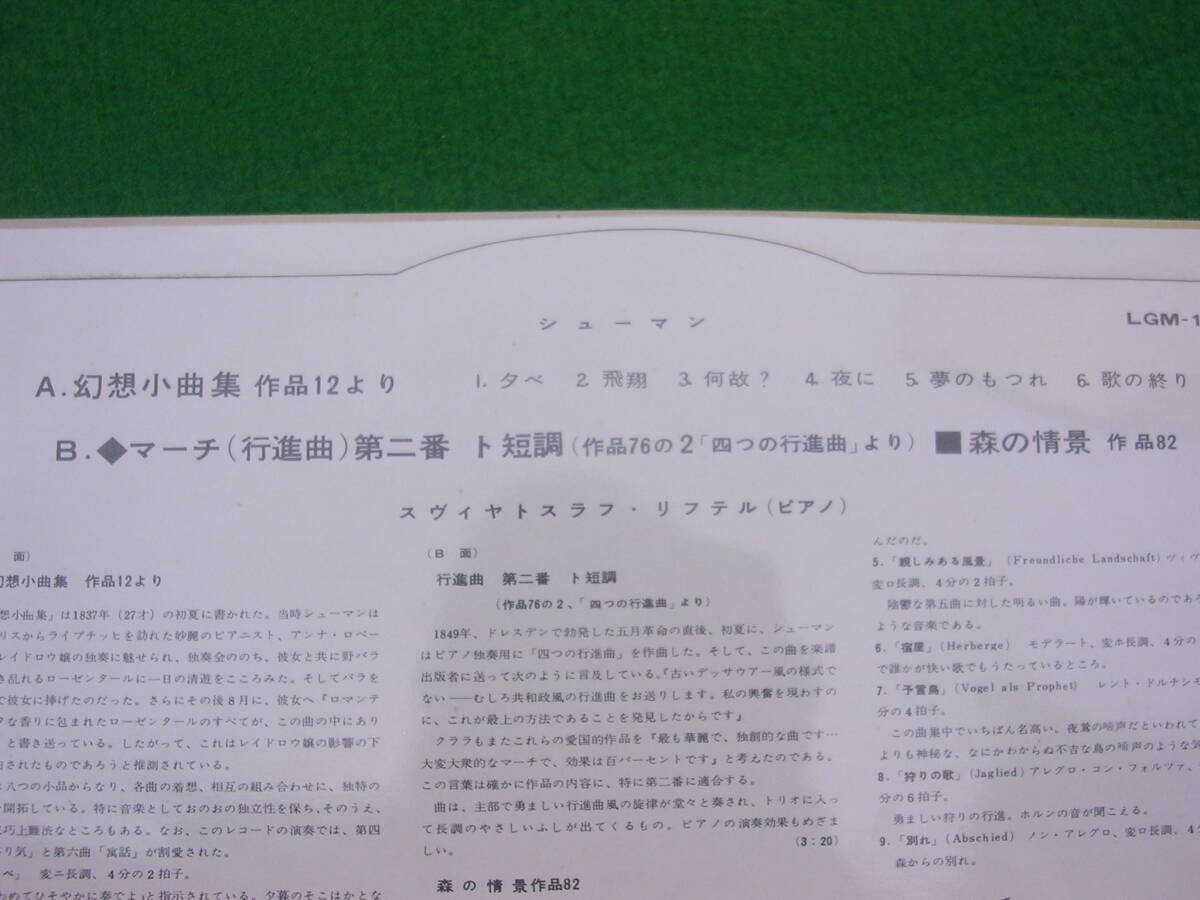 シューマン
LGM-1
A.幻想小曲集 作品12より 1.夕べ 2.飛翔 3.何故? 4.夜に 5.夢のもつれ 6.歌の終り
B.◆マーチ(行進曲)第二番 ト短調(作品76の2「四つの行進曲」より) ■森の情景 作品82
スヴィヤトスラフ・リフテル(ピアノ)
面)
幻想小曲集 作品12より
想小曲集」は1837年(27才)の初夏に書かれた。当時シューマンは
リスからライプチッヒを訪れた妙麗のピアニスト、アンナ・ロベー
レイドロウ嬢の独奏に魅せられ、独奏会ののち、彼女と共に野バラ
き乱れるローゼンタールに一日の清遊をこころみた。そしてバラを
で彼女に捧げたのだった。さらにその後8月に、彼女へ『ロマンテ
クな香りに包まれたローゼンタールのすべてが、この曲の中にあり
』と書き送っている。したがって、これはレイドロウ嬢の影響の下
曲されたものであろうと推測されている。
は八つの小品からなり、各曲の着想、相互の組み合わせに、独特の
を開拓している。特に音楽としておのおの独立性を保ち、そのうえ、
技巧上難渋なところもある。なお、このレコードの演奏では、第四
り気」と第六曲「寓話」が割愛された。
べ」 変ニ長調、4分の2拍子。
わめてひそやかに奏でよ」と指示されている。夕暮のそこはかとな
(B 面)
行進曲 第二番 ト短調
(作品76の2、「四つの行進曲」より)
1849年、ドレスデンで勃発した五月革命の直後、初夏に、シューマン
はピアノ独奏用に「四つの行進曲」を作曲した。そして、この曲を楽譜
出版者に送って次のように言及している。『古いデッサウアー風の様式で
ない――むしろ共和政風の行進曲をお送りします。私の興奮を現わすの
に、これが最上の方法であることを発見したからです』
クララもまたこれらの愛国的作品を『最も華麗で、独創的な曲です…
大変大衆的なマーチで、効果は百パーセントです』と考えたのである。
この言葉は確かに作品の内容に、特に第二番に適合する。
曲は、主部で勇ましい行進曲風の旋律が堂々と奏され、トリオに入っ
て長調のやさしいふしが出てくるもの。ピアノの演奏効果もめざま
しい。 (3:20)
森の情景作品82
んだのだ。
5.「親しみある風景」(Freundliche Landschaft)ヴィヴ
変ロ長調、4分の2拍子。
陰鬱な第五曲に対した明るい曲。陽が輝いているのである
ような音楽である。
6.「宿屋」(Herberge) モデラート、変ホ長調、4分の
で誰かが快い歌でもうたっているところ。
7.「予言鳥」(Vogel als Prophet) レント・ドルチシモ
分の4拍子。
この曲集中でいちばん名高い、夜鶯の啼声だといわれて
よりも神秘な、なにかわからぬ不吉な鳥の啼声のような気
8.「狩りの歌」(Jaglied)アレグロ・コン・フォルツァ、
分の6拍子。
勇ましい狩りの行進。ホルンの音が聞こえる。
9.「別れ」(Abschied) ノン・アレグロ、変ロ長調、4分
森からの別れ。